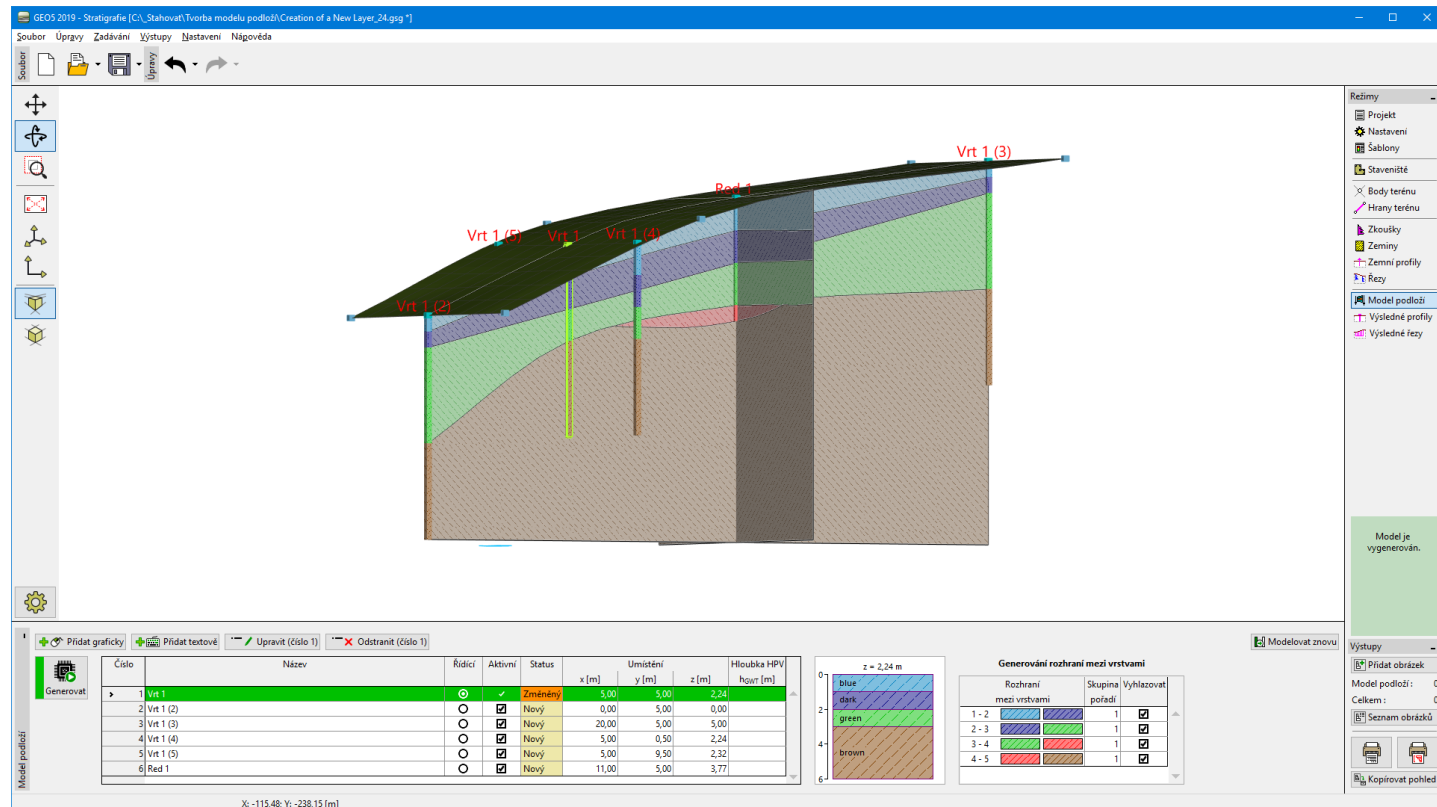 GEO5 2019 - Stratigrafie [C:\_Stahovat\Tvorba modelu podloží\Creation of a New Layer_24.gsg *]
Soubor Úpravy Zadávání Výstupy Nastavení Nápověda
Soubor
Úpravy
Vrt 1 (3)
Red 1
Vrt 1 (5) Vrt 1 Vrt 1 (4)
Vrt 1 (2)
Režimy
Projekt
Nastavení
Šablony
Staveniště
Body terénu
Hrany terénu
Zkoušky
Zeminy
Zemní profily
Řezy
Model podloží
Výsledné profily
Výsledné řezy
Model je
vygenerován.
Přidat graficky Přidat textově Upravit (číslo 1) Odstranit (číslo 1)
Modelovat znovu
Generovat
Model podloží
Číslo Název Řídící Aktivní Status Umístění Hloubka HPV
x [m] y [m] z [m] hGWT [m]
1 Vrt 1 Změněný 5,00 5,00 2,24
2 Vrt 1 (2) Nový 0,00 5,00 0,00
3 Vrt 1 (3) Nový 20,00 5,00 5,00
4 Vrt 1 (4) Nový 5,00 0,50 2,24
5 Vrt 1 (5) Nový 5,00 9,50 2,32
6 Red 1 Nový 11,00 5,00 3,77
z = 2,24 m
0
blue
dark
2
green
4
brown
6
Generování rozhraní mezi vrstvami
Rozhraní Skupina Vyhlazovat
mezi vrstvami pořadí
1 - 2 1
2 - 3 1
3 - 4 1
4 - 5 1
Výstupy
Přidat obrázek
Model podloží : 0
Celkem : 0
Seznam obrázků
Kopírovat pohled
X: -115,48; Y: -238,15 [m]